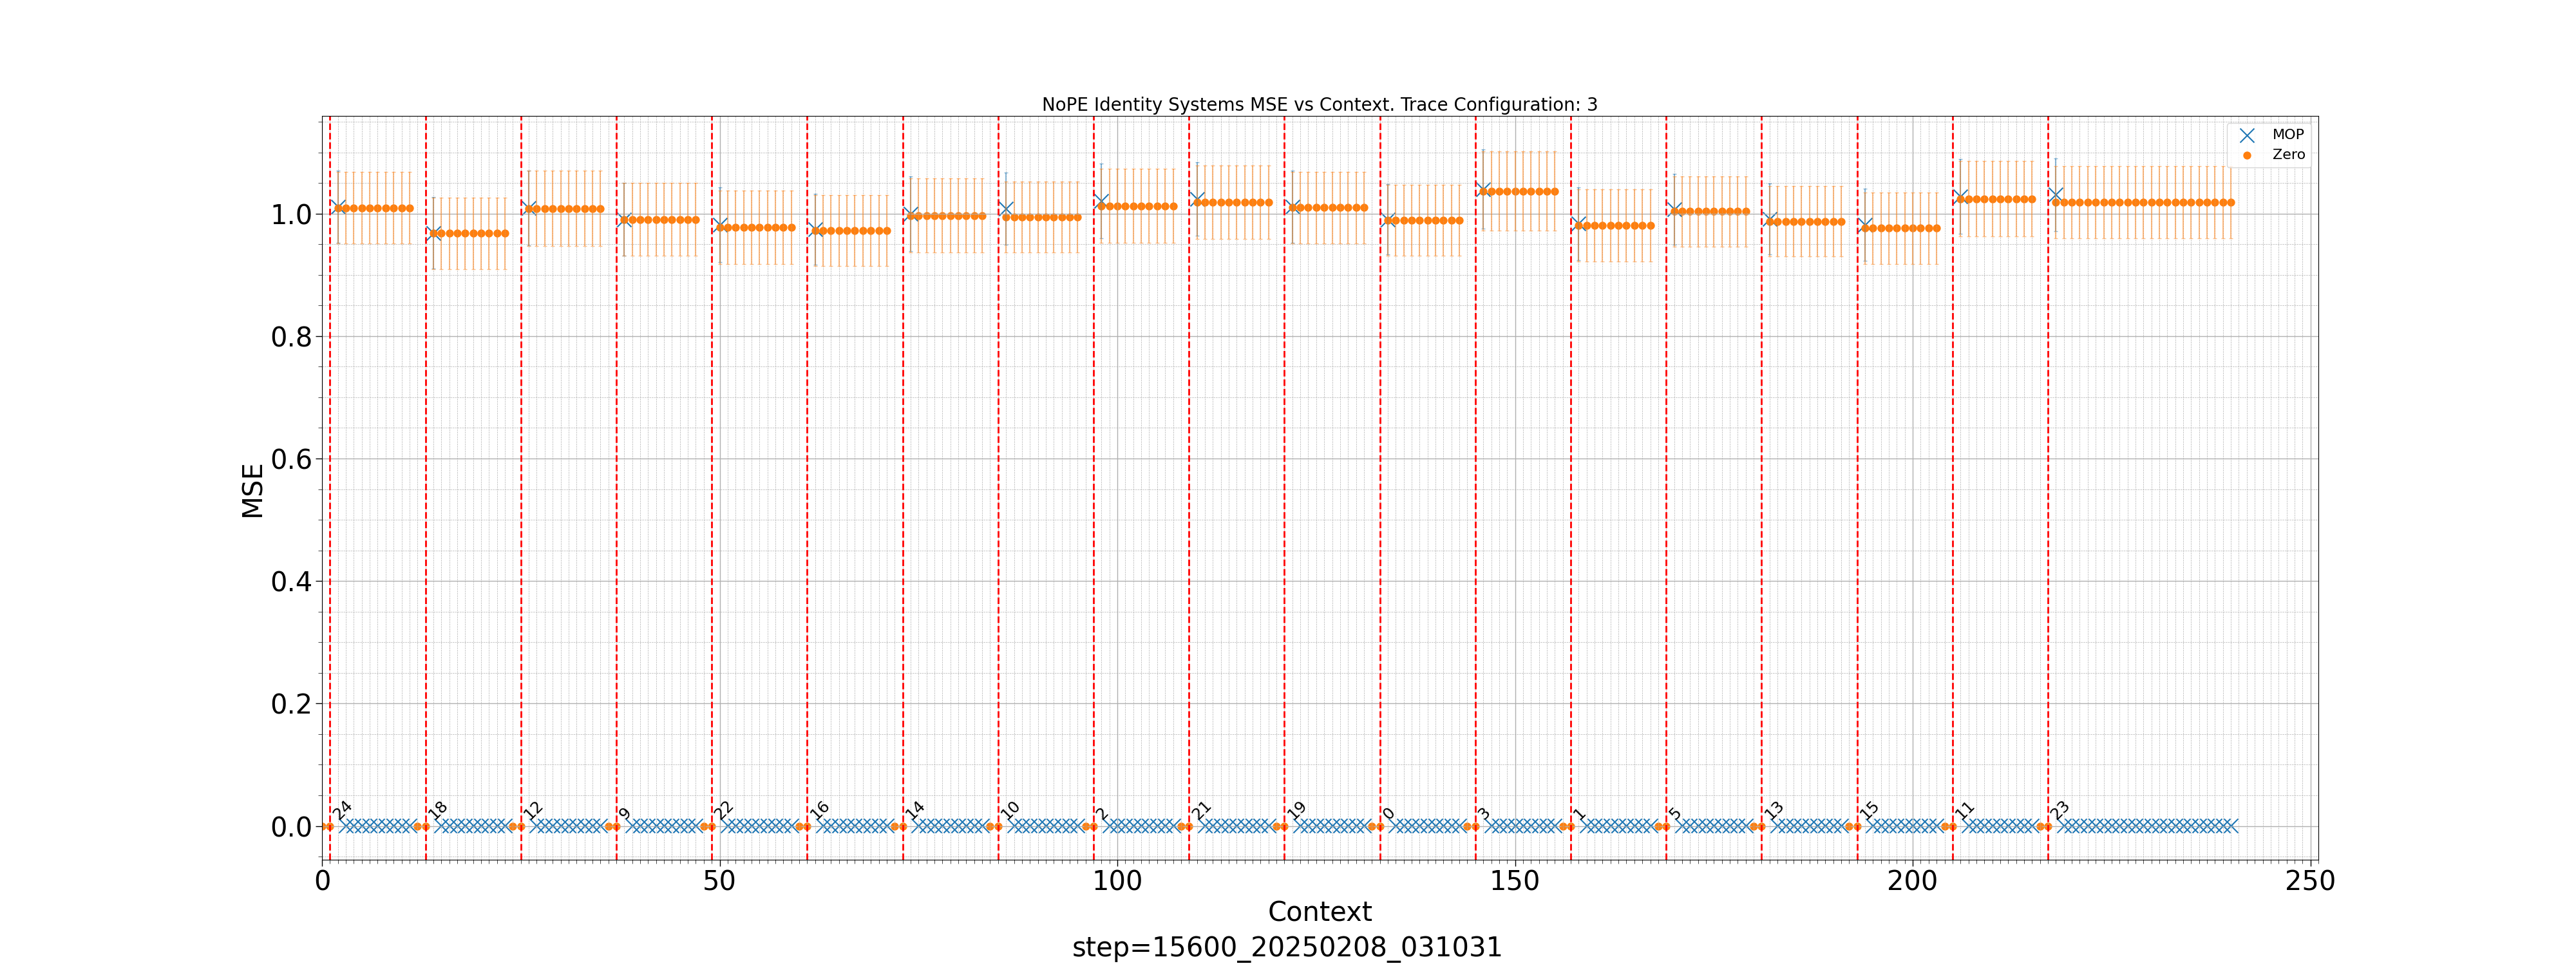 NoPE Identity Systems MSE vs Context. Trace Configuration: 3
MOP
Zero
MSE
1.0
0.8
0.6
0.4
0.2
0.0
24 18 12 9 22 16 14 10 2 21 19 0 3 1 5 13 15 11 23
0 50 100 150 200 250
Context
step=15600_20250208_031031